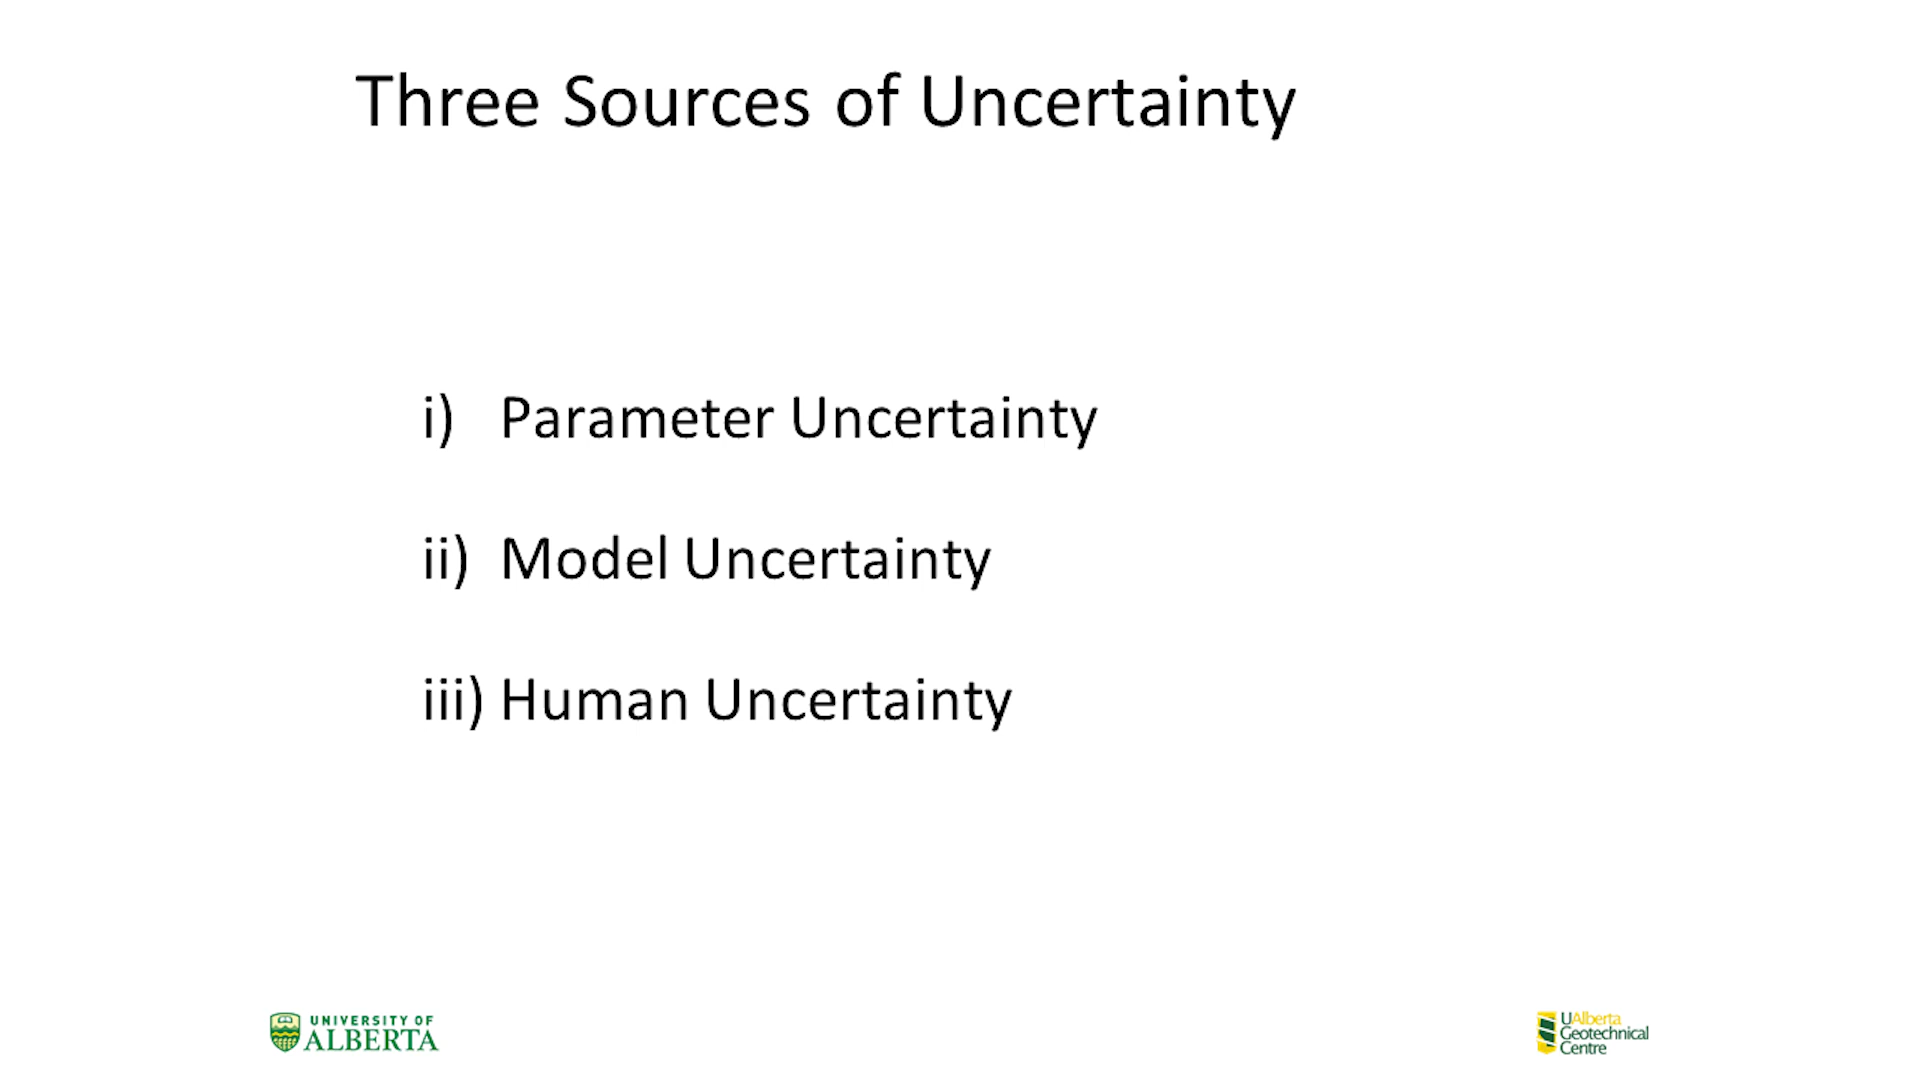 Three Sources of Uncertainty
i) Parameter Uncertainty
ii) Model Uncertainty
iii) Human Uncertainty
UNIVERSITY OF
ALBERTA
UAlberta
Geotechnical
Centre